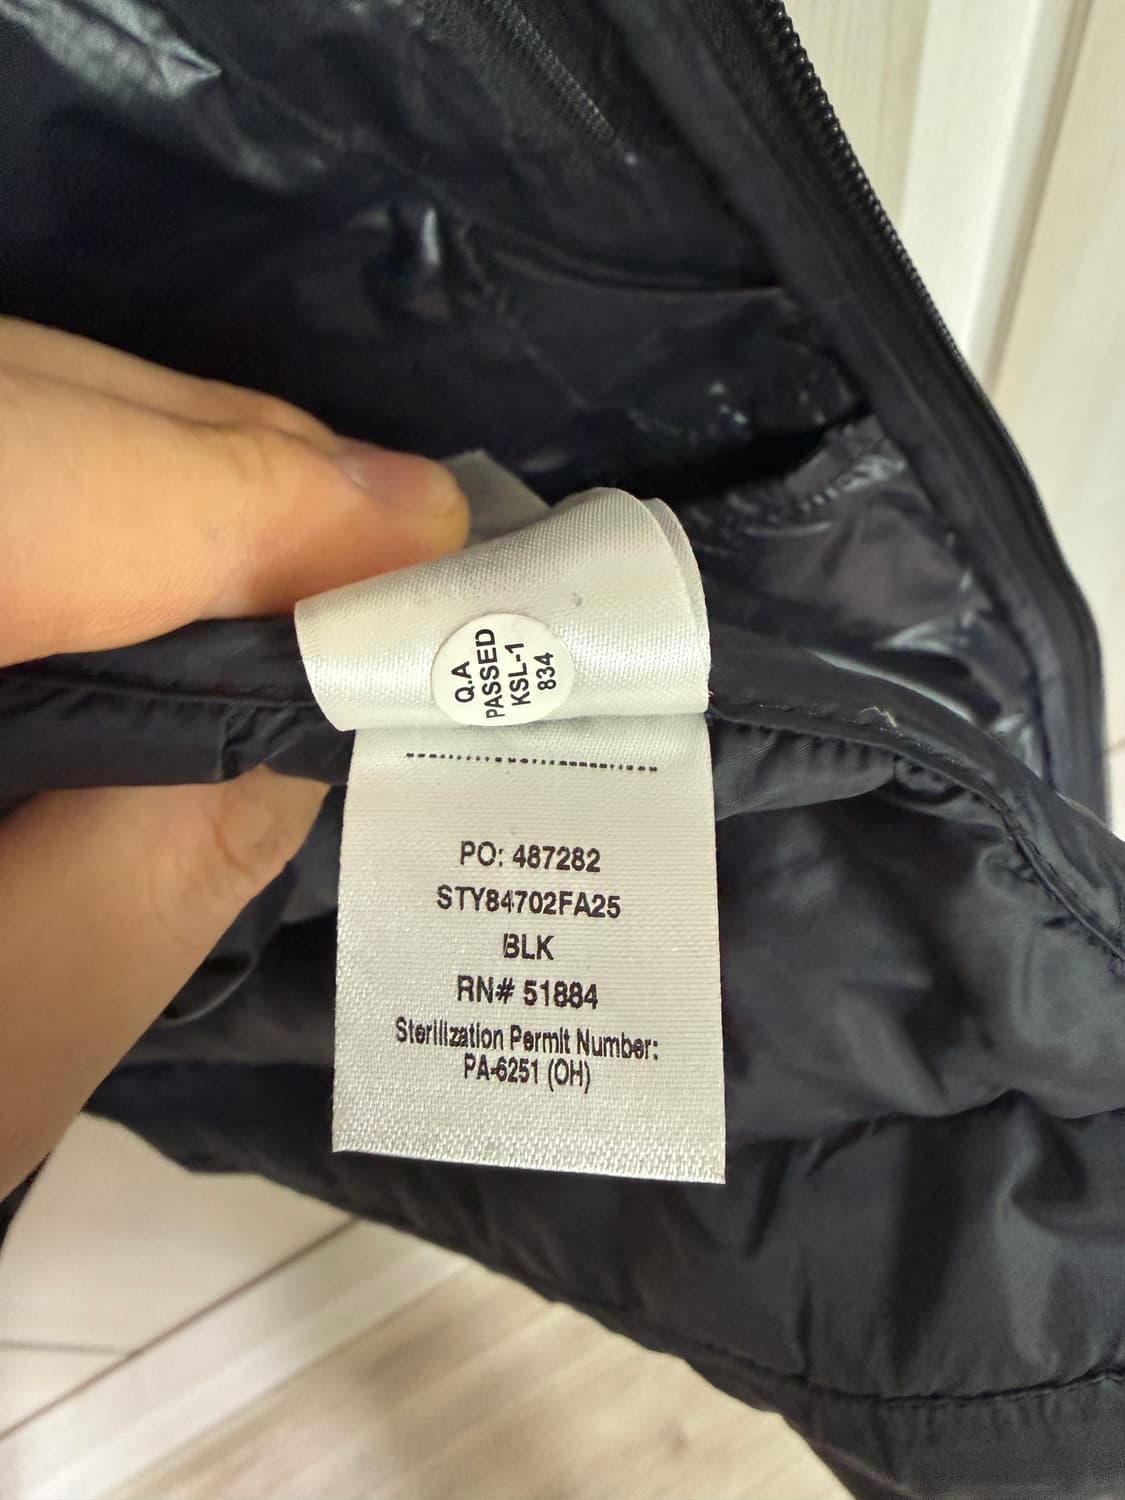 Q.A
PASSED
KSL-1
834
PO: 487282
STY84702FA25
BLK
RN# 51884
Sterilization Permit Number:
PA-6251 (OH)